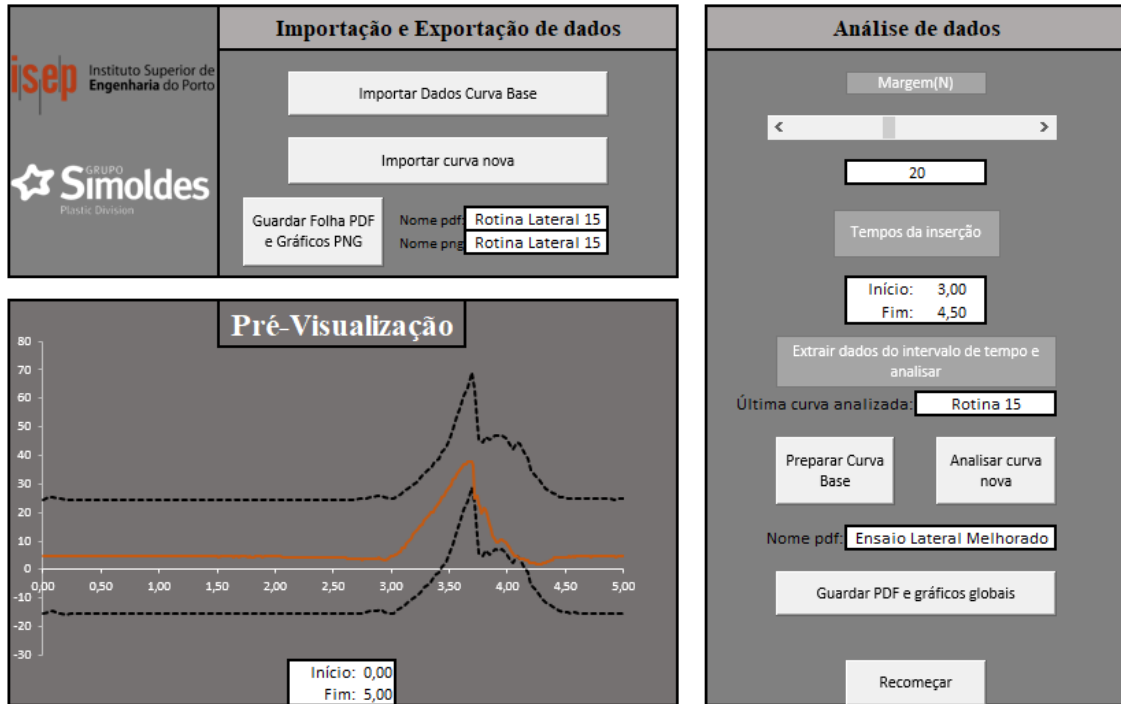 isep
Instituto Superior de
Engenharia do Porto
GRUPO
Simoldes
Plastic Division
Importação e Exportação de dados
Importar Dados Curva Base
Importar curva nova
Guardar Folha PDF
e Gráficos PNG
Nome pdf: Rotina Lateral 15
Nome png Rotina Lateral 15
Pré-Visualização
80
70
60
50
40
30
20
10
0
-10
-20
-30
0,00 0,50 1,00 1,50 2,00 2,50 3,00 3,50 4,00 4,50 5,00
Início: 0,00
Fim: 5,00
Análise de dados
Margem(N)
20
Tempos da inserção
Início: 3,00
Fim: 4,50
Extrair dados do intervalo de tempo e
analisar
Última curva analizada: Rotina 15
Preparar Curva
Base
Analisar curva
nova
Nome pdf: Ensaio Lateral Melhorado
Guardar PDF e gráficos globais
Recomeçar